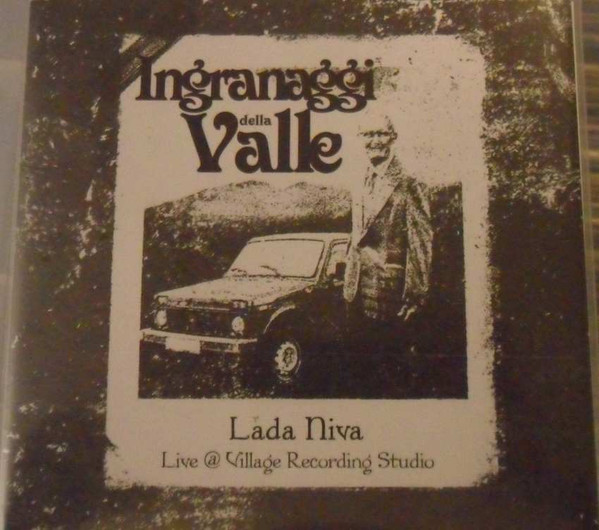 Ingranaggi
della
Valle
Lada Niva
Live @ Village Recording Studio